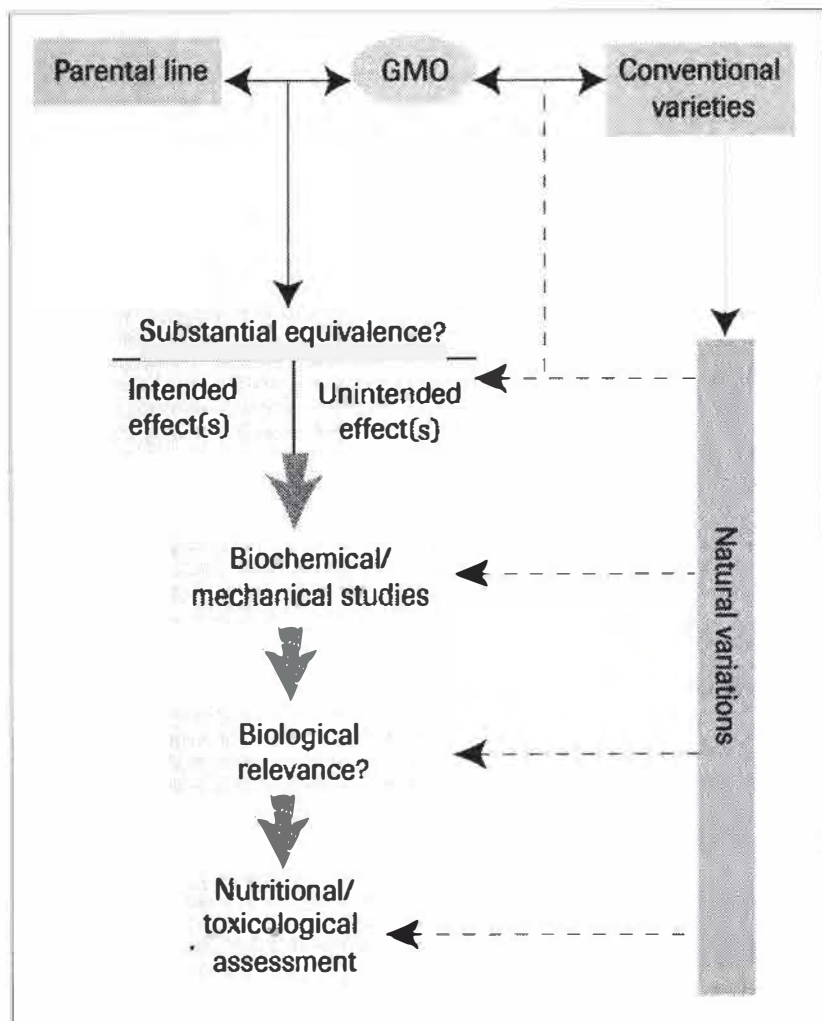 Parental line
GMO
Conventional
varieties
Substantial equivalence?
Intended
effect(s)
Unintended
effect(s)
Biochemical/
mechanical studies
Biological
relevance?
Nutritional/
toxicological
assessment
Natural variations